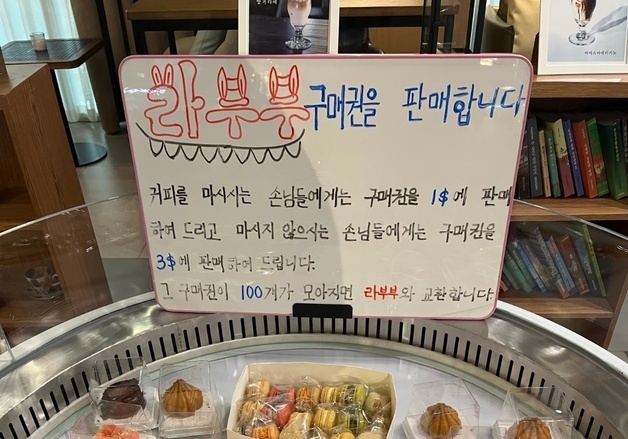 라부부 구매권을 판매합니다
커피를 마시시는 손님들에게는 구매권을 1$에 판매
하여 드리고 마시지 않으시는 손님들에게는 구매권을
3$에 판매하여 드립니다.
그 구매권이 100개가 모아지면 라부부와 교환합니다.